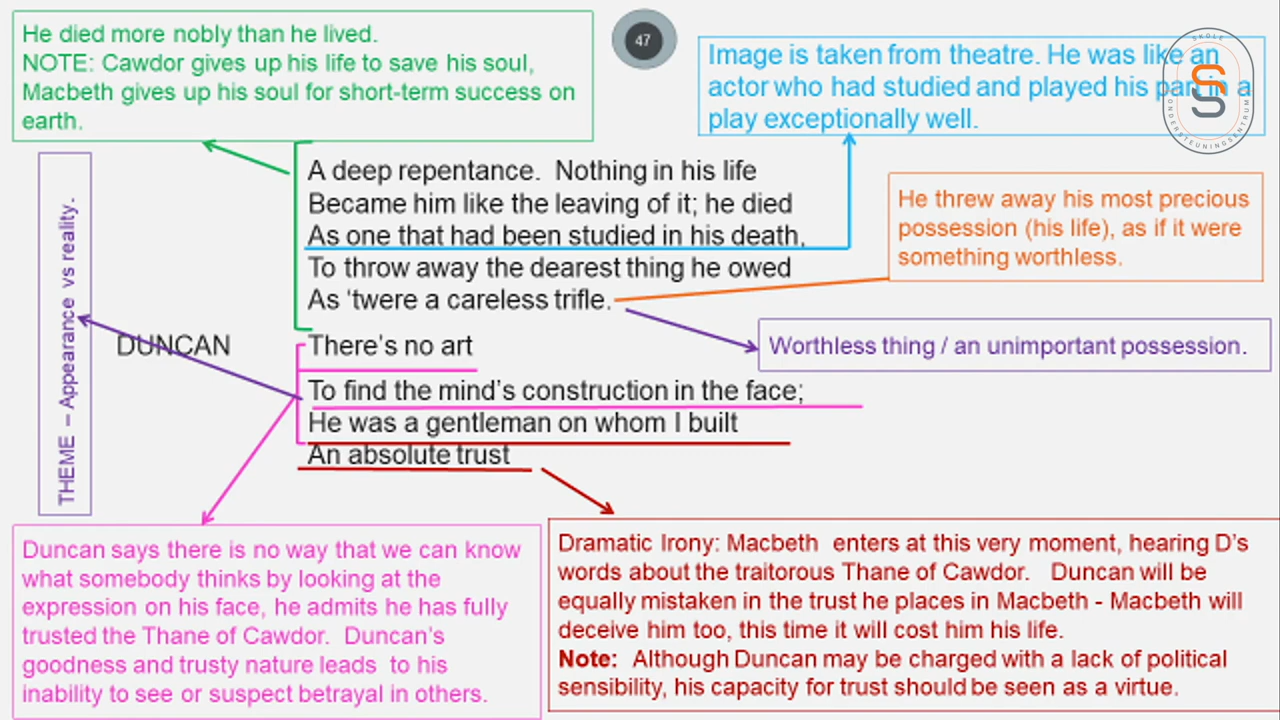 He died more nobly than he lived.
NOTE: Cawdor gives up his life to save his soul,
Macbeth gives up his soul for short-term success on
earth.
47
Image is taken from theatre. He was like an
actor who had studied and played his part in a
play exceptionally well.
SKOLE
ONDERSTEUNINGSENTRUM
A deep repentance. Nothing in his life
Became him like the leaving of it; he died
As one that had been studied in his death,
To throw away the dearest thing he owed
As ‘twere a careless trifle.
He threw away his most precious
possession (his life), as if it were
something worthless.
Worthless thing / an unimportant possession.
THEME – Appearance vs reality.
DUNCAN
There’s no art
To find the mind’s construction in the face;
He was a gentleman on whom I built
An absolute trust
Duncan says there is no way that we can know
what somebody thinks by looking at the
expression on his face, he admits he has fully
trusted the Thane of Cawdor. Duncan’s
goodness and trusty nature leads to his
inability to see or suspect betrayal in others.
Dramatic Irony: Macbeth enters at this very moment, hearing D’s
words about the traitorous Thane of Cawdor. Duncan will be
equally mistaken in the trust he places in Macbeth - Macbeth will
deceive him too, this time it will cost him his life.
Note: Although Duncan may be charged with a lack of political
sensibility, his capacity for trust should be seen as a virtue.